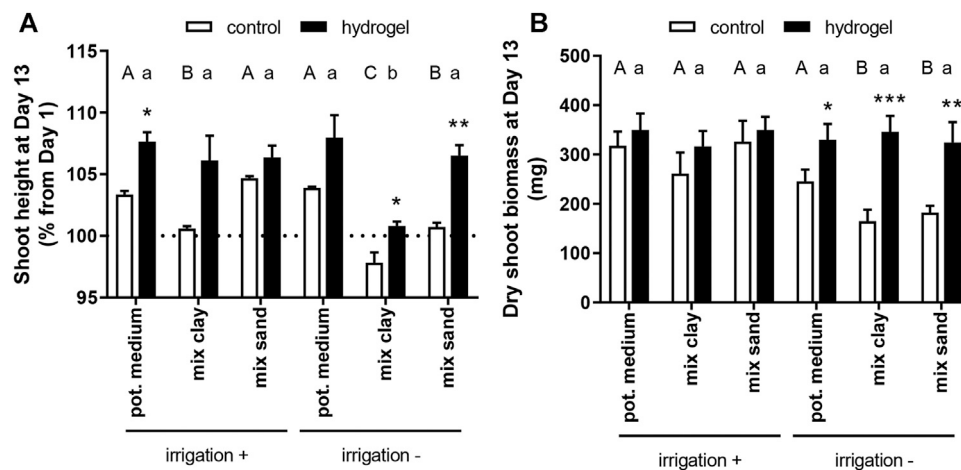 A
control hydrogel
Shoot height at Day 13
(% from Day 1)
115
110
105
100
95
A a B a A a A a C b B a
*
*
**
pot. medium
mix clay
mix sand
pot. medium
mix clay
mix sand
irrigation +
irrigation -
B
control hydrogel
Dry shoot biomass at Day 13
(mg)
500
400
300
200
100
0
A a A a A a A a B a B a
*
***
**
pot. medium
mix clay
mix sand
pot. medium
mix clay
mix sand
irrigation +
irrigation -